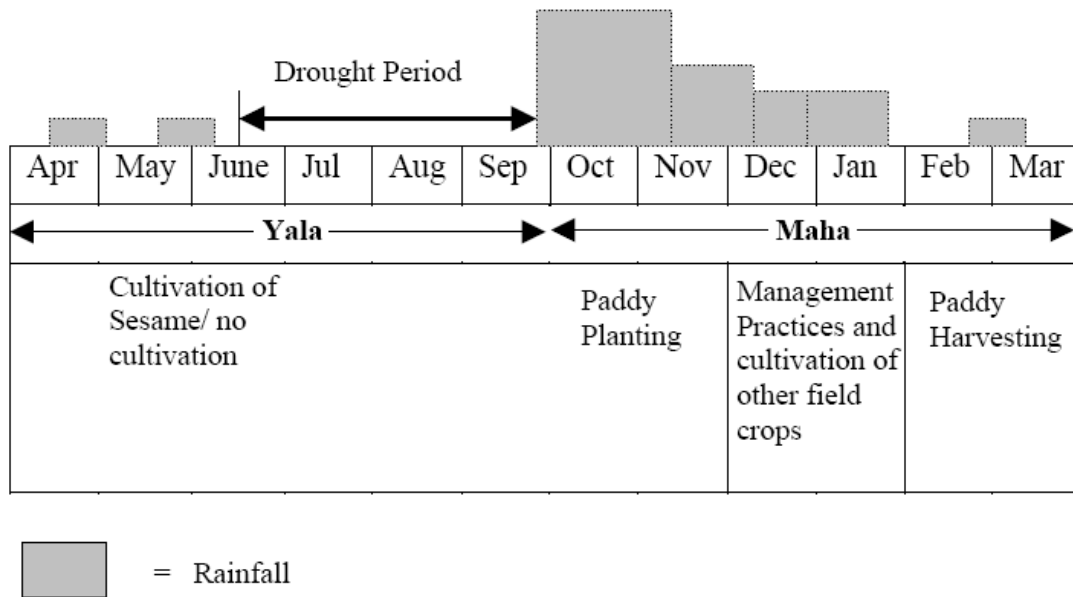 Drought Period
Apr May June Jul Aug Sep Oct Nov Dec Jan Feb Mar
Yala Maha
Cultivation of
Sesame/ no
cultivation
Paddy
Planting
Management
Practices and
cultivation of
other field
crops
Paddy
Harvesting
= Rainfall